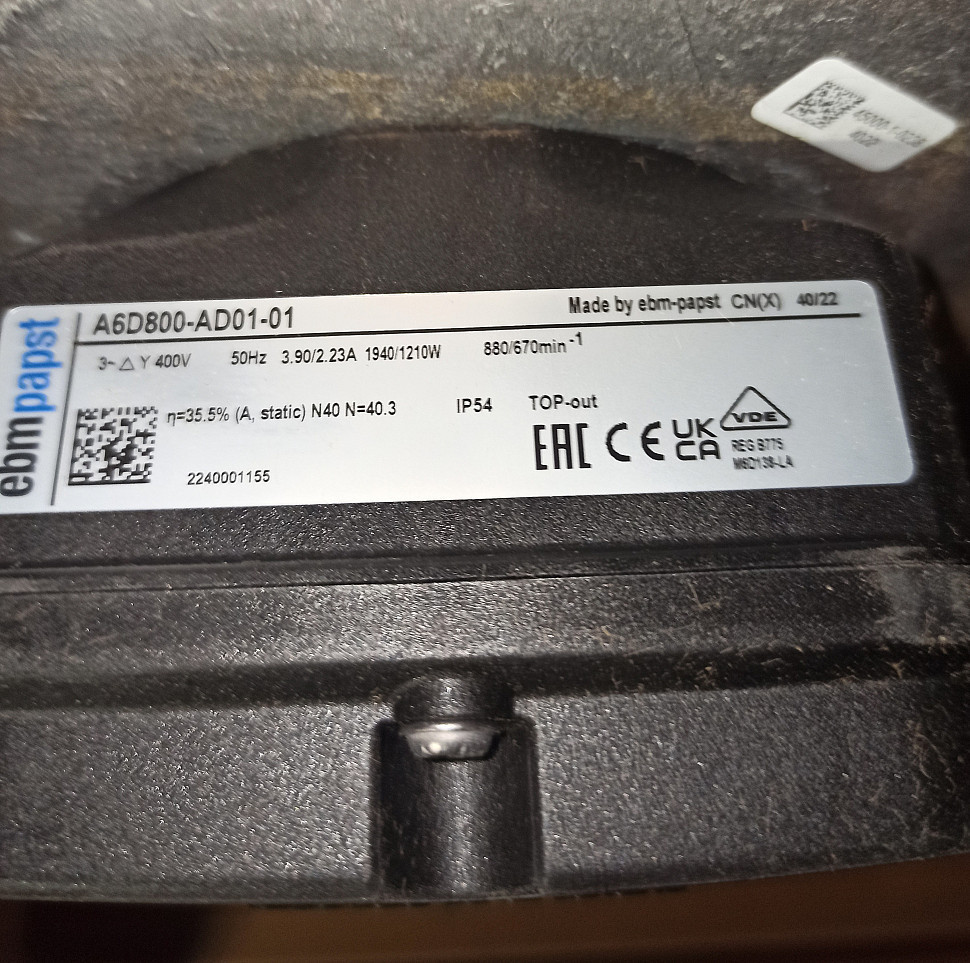 ebmpapst
A6D800-AD01-01
Made by ebm-papst CN(X) 40/22
3~ △ Y 400V 50Hz 3.90/2.23A 1940/1210W 880/670min-1
η=35.5% (A, static) N40 N=40.3 IP54 TOP-out
2240001155
EAC CE UKCA VDE
REG B775
M6D138-LA